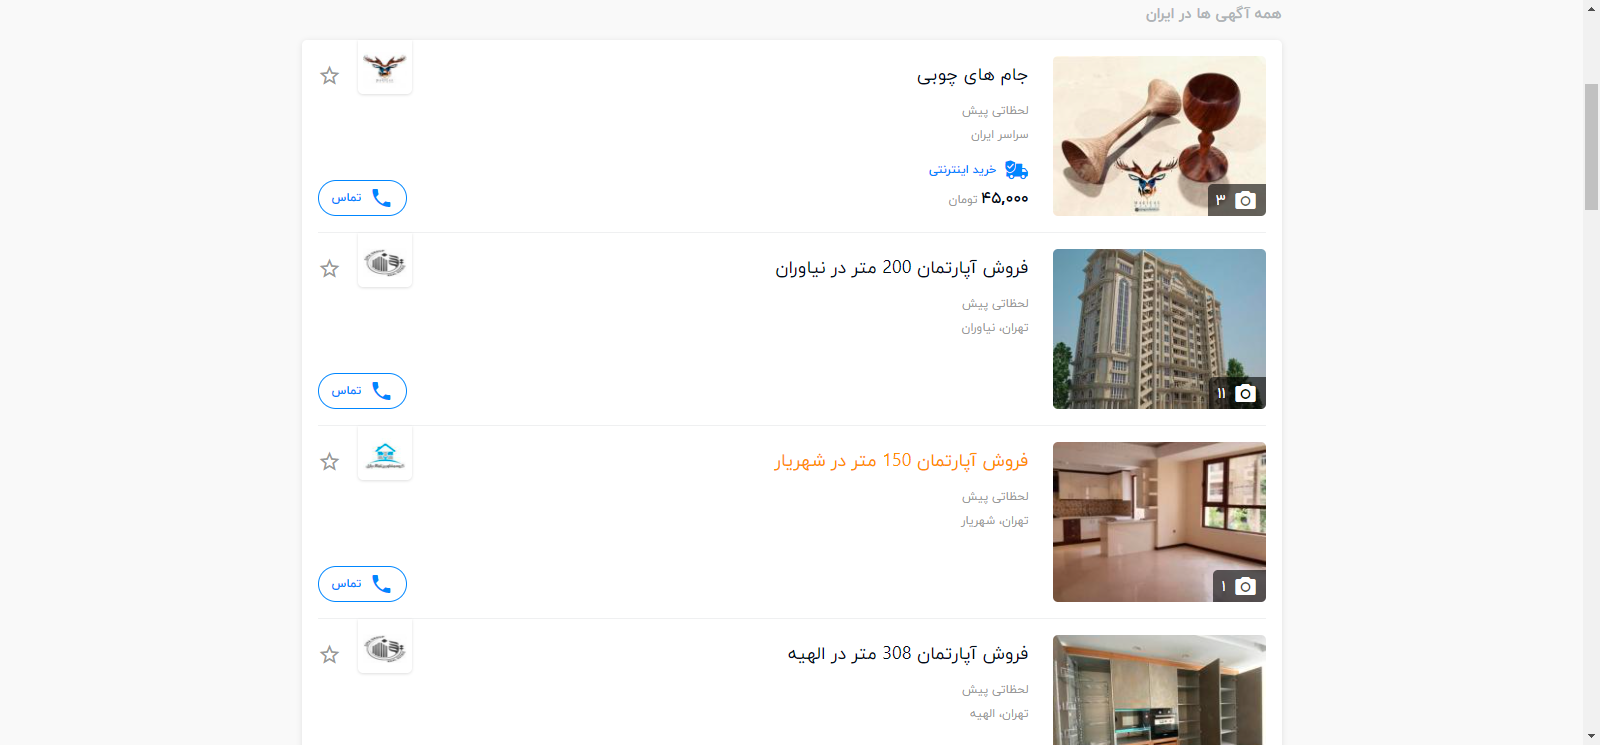 همه آگهی ها در ایران
جام های چوبی
لحظاتی پیش
سراسر ایران
خرید اینترنتی
۴۵,۰۰۰ تومان
تماس
۳
فروش آپارتمان 200 متر در نیاوران
لحظاتی پیش
تهران، نیاوران
تماس
۱۱
فروش آپارتمان 150 متر در شهریار
لحظاتی پیش
تهران، شهریار
تماس
۱
فروش آپارتمان 308 متر در الهیه
لحظاتی پیش
تهران، الهیه